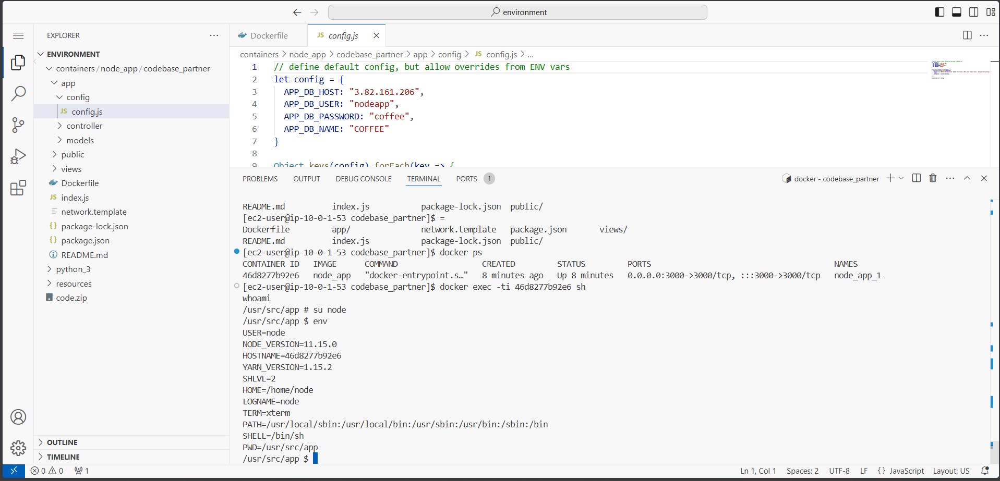 environment
EXPLORER
ENVIRONMENT
containers / node_app / codebase_partner
app
config
JS config.js
controller
models
public
views
Dockerfile
JS index.js
network.template
{} package-lock.json
{} package.json
README.md
python_3
resources
code.zip
OUTLINE
TIMELINE
Dockerfile
JS config.js
containers > node_app > codebase_partner > app > config > JS config.js > ...
1 // define default config, but allow overrides from ENV vars
2 let config = {
3 APP_DB_HOST: "3.82.161.206",
4 APP_DB_USER: "nodeapp",
5 APP_DB_PASSWORD: "coffee",
6 APP_DB_NAME: "COFFEE"
7 }
8
9 Object.keys(config).forEach(key => {
PROBLEMS OUTPUT DEBUG CONSOLE TERMINAL PORTS 1
docker - codebase_partner
README.md index.js package-lock.json public/
[ec2-user@ip-10-0-1-53 codebase_partner]$ =
Dockerfile app/ network.template package.json views/
README.md index.js package-lock.json public/
[ec2-user@ip-10-0-1-53 codebase_partner]$ docker ps
CONTAINER ID IMAGE COMMAND CREATED STATUS PORTS NAMES
46d8277b92e6 node_app "docker-entrypoint.s…" 8 minutes ago Up 8 minutes 0.0.0.0:3000->3000/tcp, :::3000->3000/tcp node_app_1
[ec2-user@ip-10-0-1-53 codebase_partner]$ docker exec -ti 46d8277b92e6 sh
whoami
/usr/src/app # su node
/usr/src/app $ env
USER=node
NODE_VERSION=11.15.0
HOSTNAME=46d8277b92e6
YARN_VERSION=1.15.2
SHLVL=2
HOME=/home/node
LOGNAME=node
TERM=xterm
PATH=/usr/local/sbin:/usr/local/bin:/usr/sbin:/usr/bin:/sbin:/bin
SHELL=/bin/sh
PWD=/usr/src/app
/usr/src/app $
0 0 1
Ln 1, Col 1 Spaces: 2 UTF-8 LF {} JavaScript Layout: US